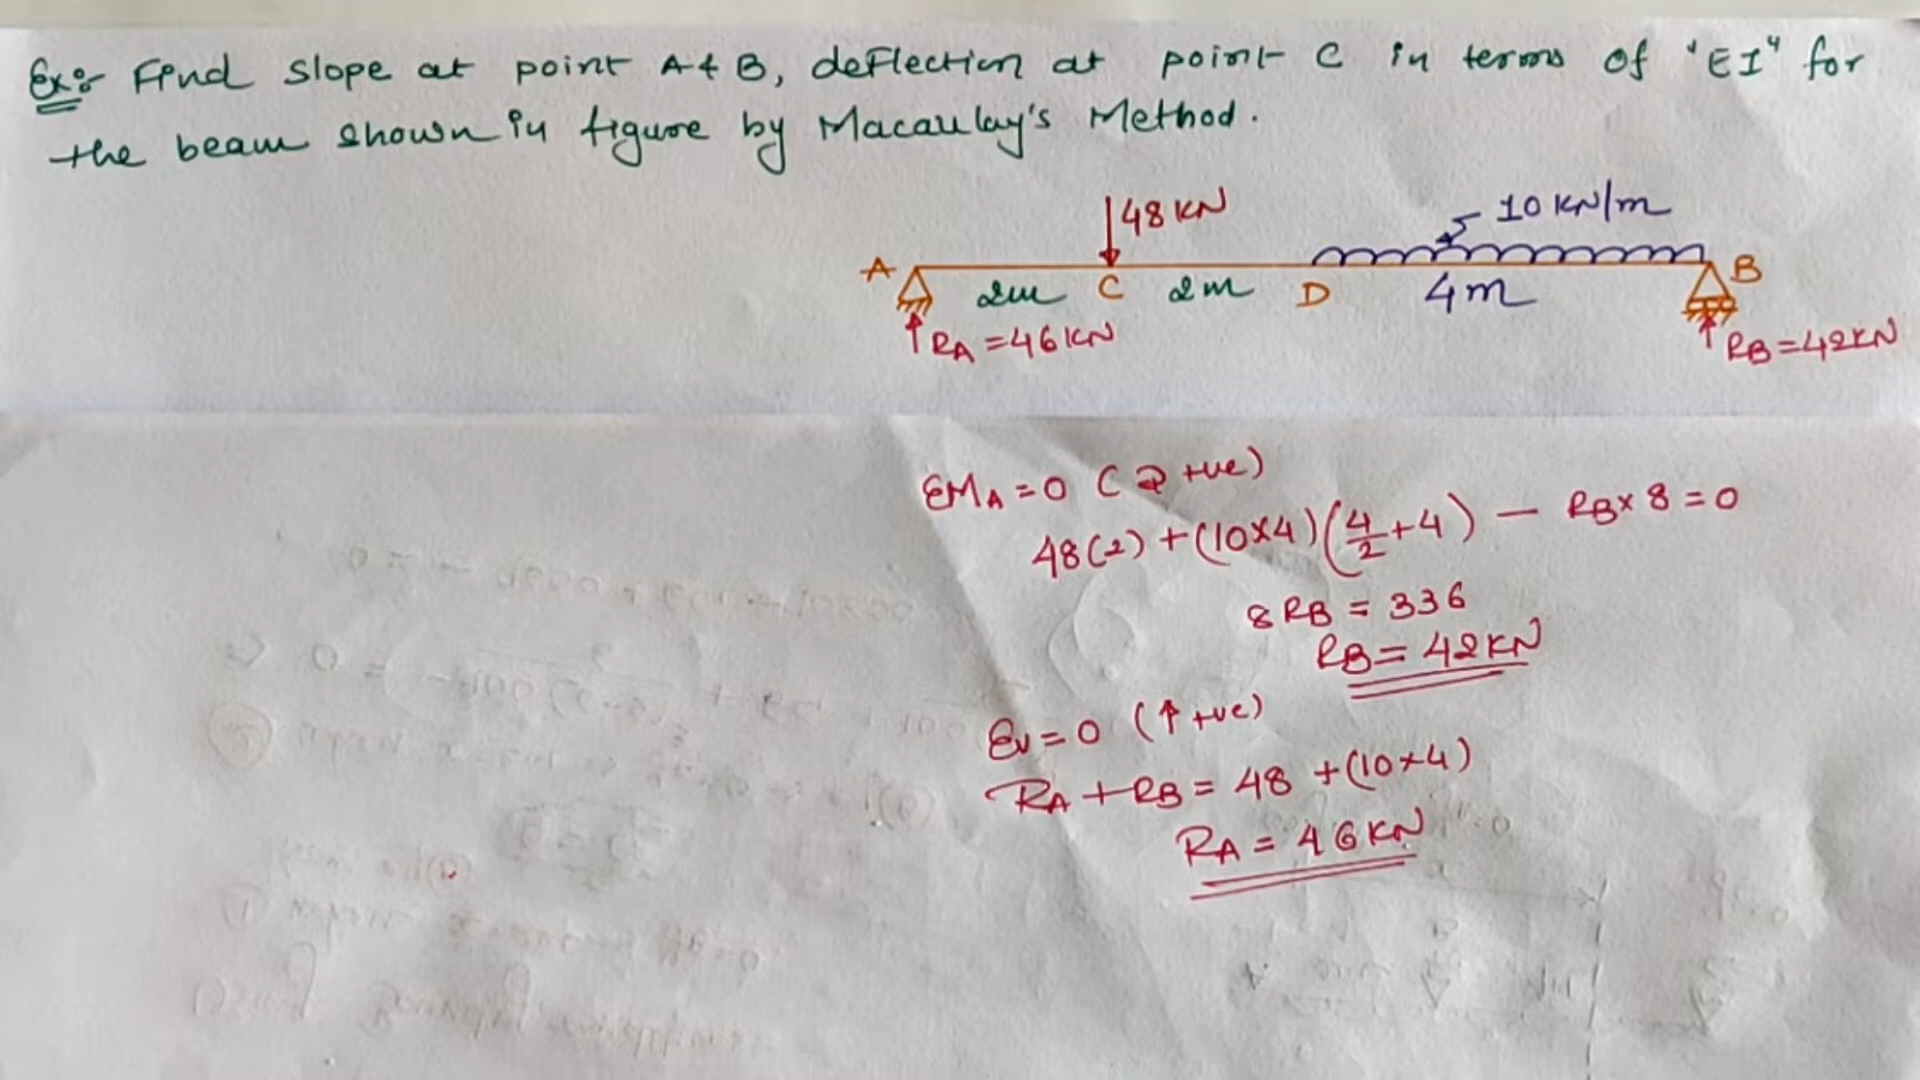 Ex:- Find slope at point A & B, deflection at point C in terms of "EI" for
the beam shown in figure by Macaulay's Method.
48 KN
10 KN/m
A
2m
C
2m
D
4m
B
RA = 46 KN
RB = 42 KN
ΣMA = 0 (↻ +ve)
48(2) + (10×4)(4/2+4) - RB×8 = 0
8 RB = 336
RB = 42 KN
Σv = 0 (↑ +ve)
RA + RB = 48 + (10×4)
RA = 46 KN